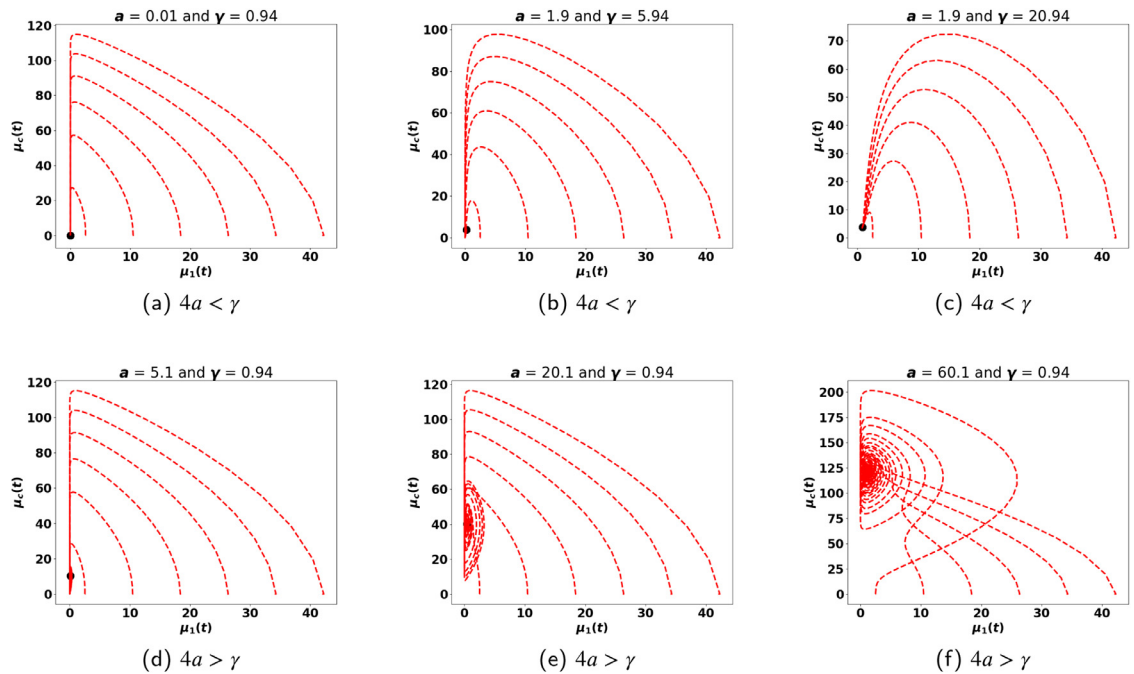 a = 0.01 and γ = 0.94
a = 1.9 and γ = 5.94
a = 1.9 and γ = 20.94
μc(t)
120
100
80
60
40
20
0
0 10 20 30 40
μ1(t)
(a) 4a < γ
μc(t)
100
80
60
40
20
0
0 10 20 30 40
μ1(t)
(b) 4a < γ
μc(t)
70
60
50
40
30
20
10
0
0 10 20 30 40
μ1(t)
(c) 4a < γ
a = 5.1 and γ = 0.94
a = 20.1 and γ = 0.94
a = 60.1 and γ = 0.94
μc(t)
120
100
80
60
40
20
0
0 10 20 30 40
μ1(t)
(d) 4a > γ
μc(t)
120
100
80
60
40
20
0
0 10 20 30 40
μ1(t)
(e) 4a > γ
μc(t)
200
175
150
125
100
75
50
25
0
0 10 20 30 40
μ1(t)
(f) 4a > γ